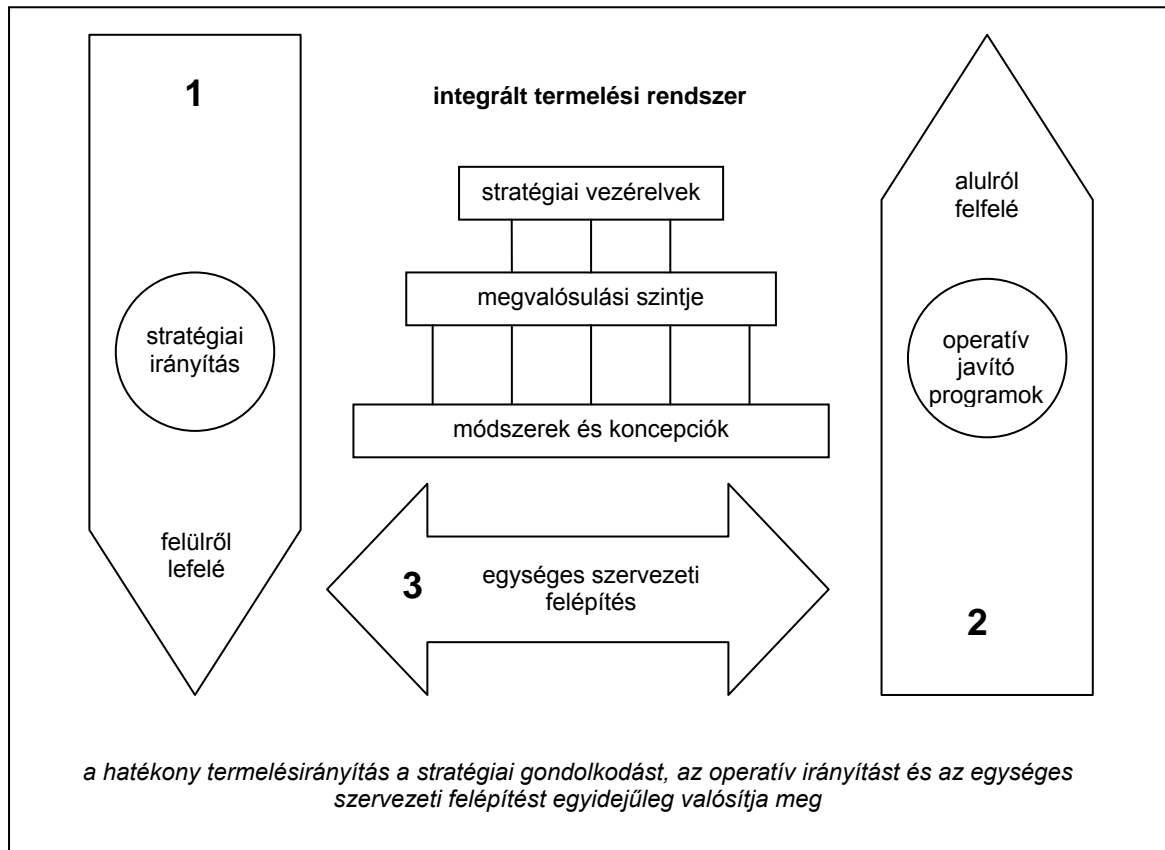 1
stratégiai
irányítás
felülről
lefelé
integrált termelési rendszer
stratégiai vezérelvek
megvalósulási szintje
módszerek és koncepciók
3
egységes szervezeti
felépítés
alulról
felfelé
operatív
javító
programok
2
a hatékony termelésirányítás a stratégiai gondolkodást, az operatív irányítást és az egységes
szervezeti felépítést egyidejűleg valósítja meg